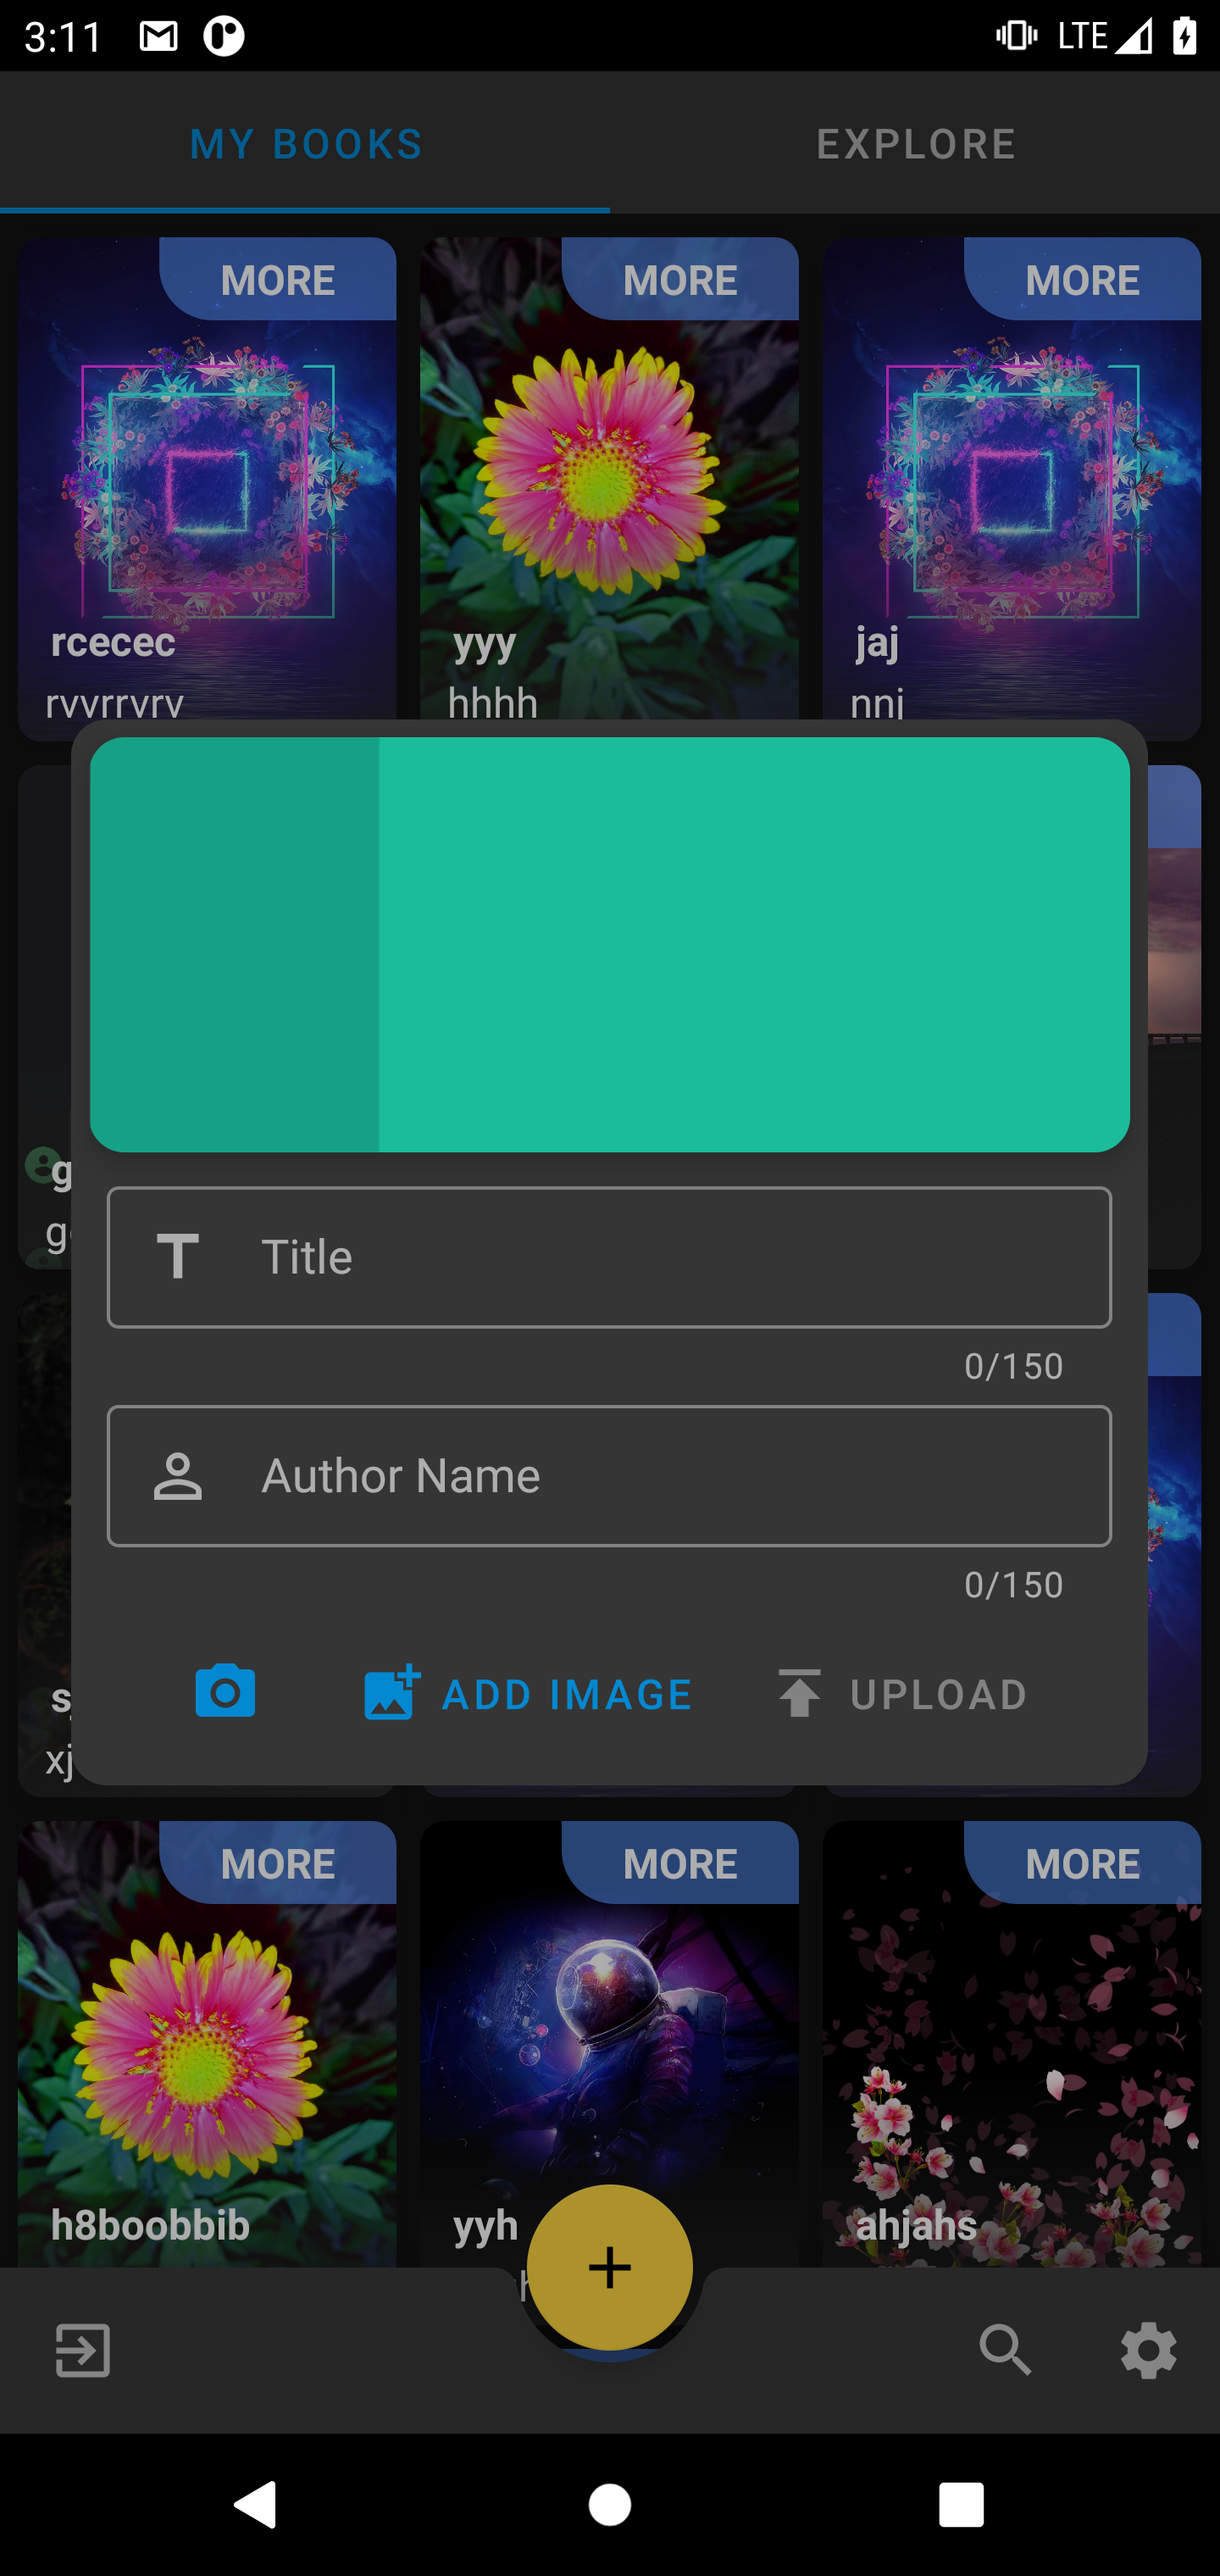 3:11
LTE
MY BOOKS
EXPLORE
MORE
MORE
MORE
rcecec
yyy
jaj
rvvrrvrv
hhhh
nnj
Title
0/150
Author Name
0/150
ADD IMAGE
UPLOAD
MORE
MORE
MORE
h8boobbib
yyh
ahjahs